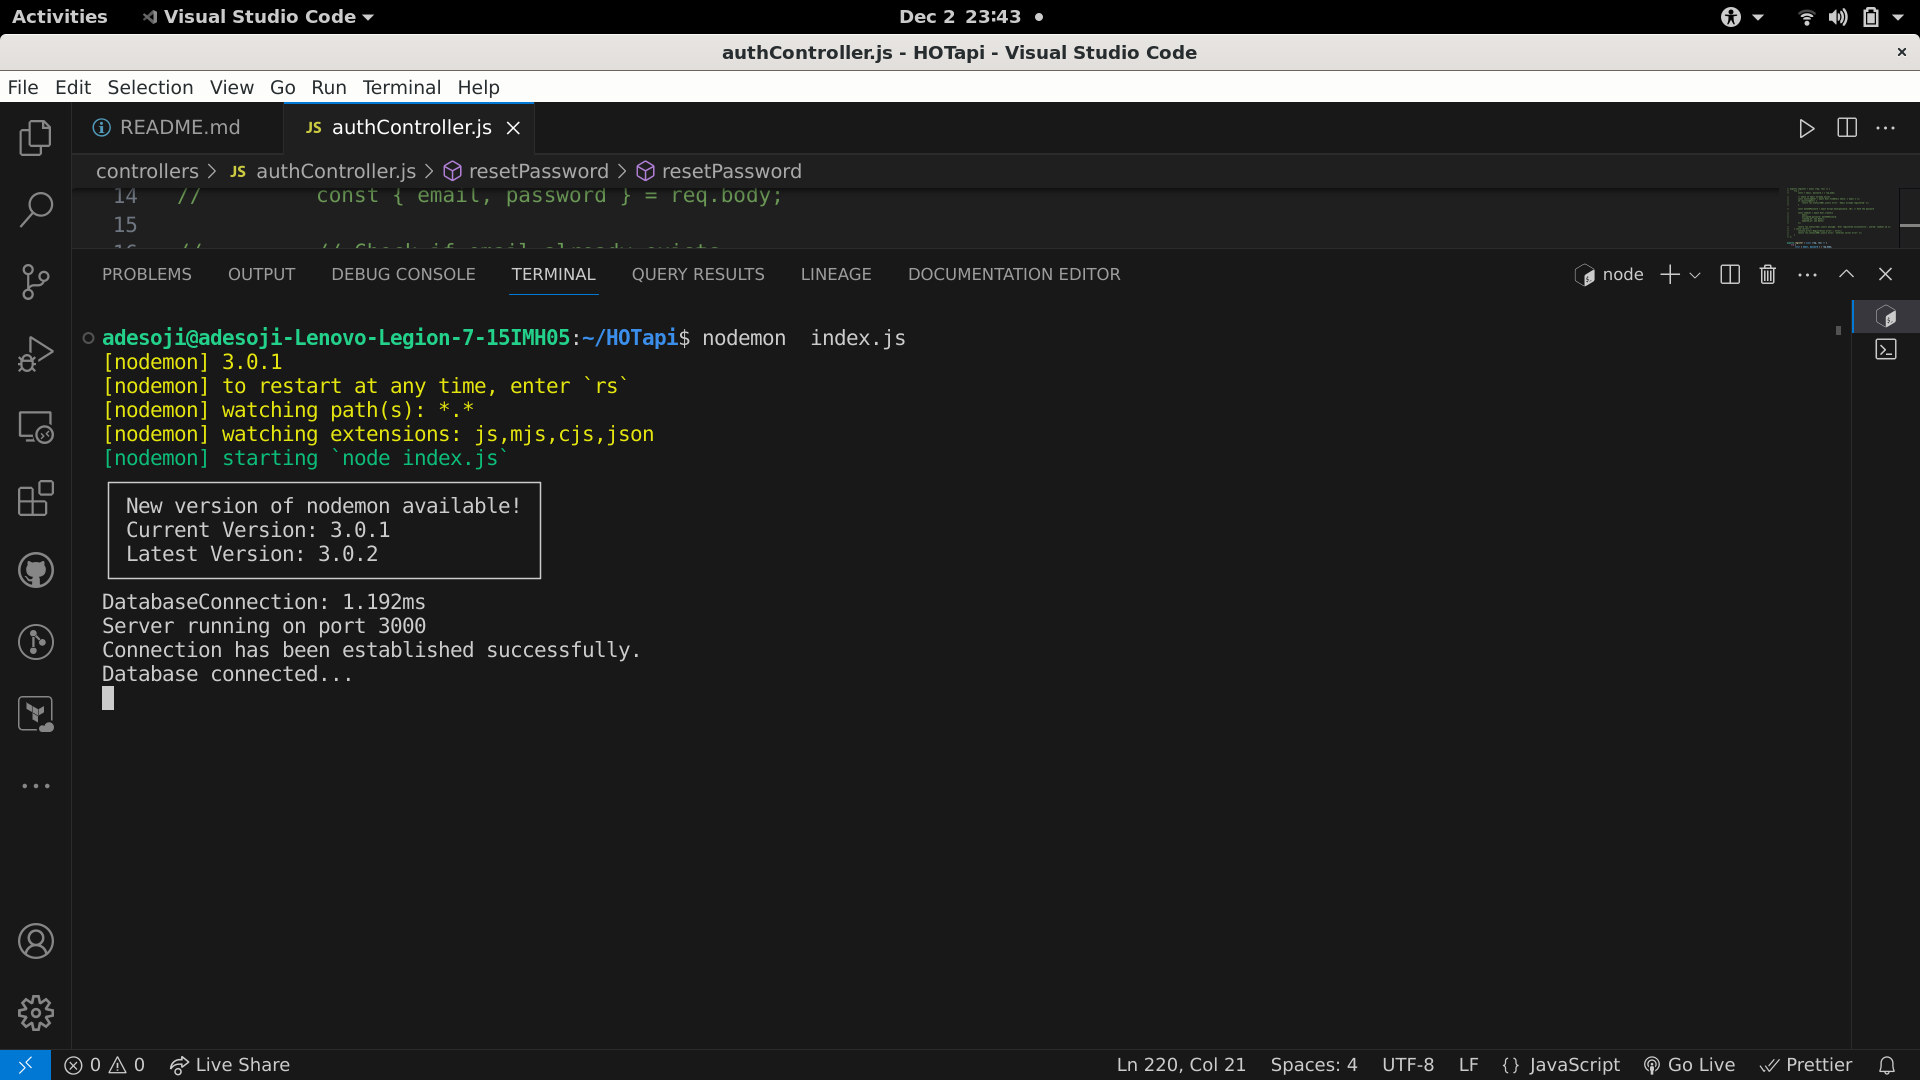 Activities
Visual Studio Code
Dec 2 23:43
authController.js - HOTapi - Visual Studio Code
File Edit Selection View Go Run Terminal Help
README.md
JS authController.js
controllers > JS authController.js > resetPassword > resetPassword
14 // const { email, password } = req.body;
15
16 // // Check if email already exists
PROBLEMS OUTPUT DEBUG CONSOLE TERMINAL QUERY RESULTS LINEAGE DOCUMENTATION EDITOR
node
adesoji@adesoji-Lenovo-Legion-7-15IMH05:~/HOTapi$ nodemon  index.js
[nodemon] 3.0.1
[nodemon] to restart at any time, enter `rs`
[nodemon] watching path(s): *.*
[nodemon] watching extensions: js,mjs,cjs,json
[nodemon] starting `node index.js`
New version of nodemon available!
Current Version: 3.0.1
Latest Version: 3.0.2
DatabaseConnection: 1.192ms
Server running on port 3000
Connection has been established successfully.
Database connected...
0 0 Live Share
Ln 220, Col 21 Spaces: 4 UTF-8 LF {} JavaScript Go Live Prettier